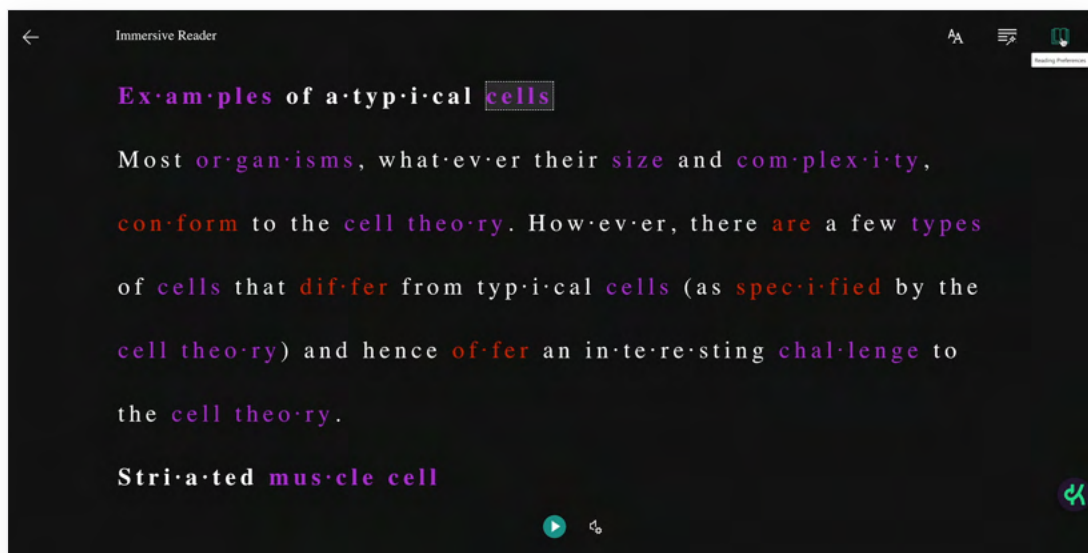 Immersive Reader
Reading Preferences
Ex·am·ples of a·typ·i·cal cells
Most or·gan·isms, what·ev·er their size and com·plex·i·ty,
con·form to the cell theo·ry. How·ev·er, there are a few types
of cells that dif·fer from typ·i·cal cells (as spec·i·fied by the
cell theo·ry) and hence of·fer an in·te·re·sting chal·lenge to
the cell theo·ry.
Stri·a·ted mus·cle cell